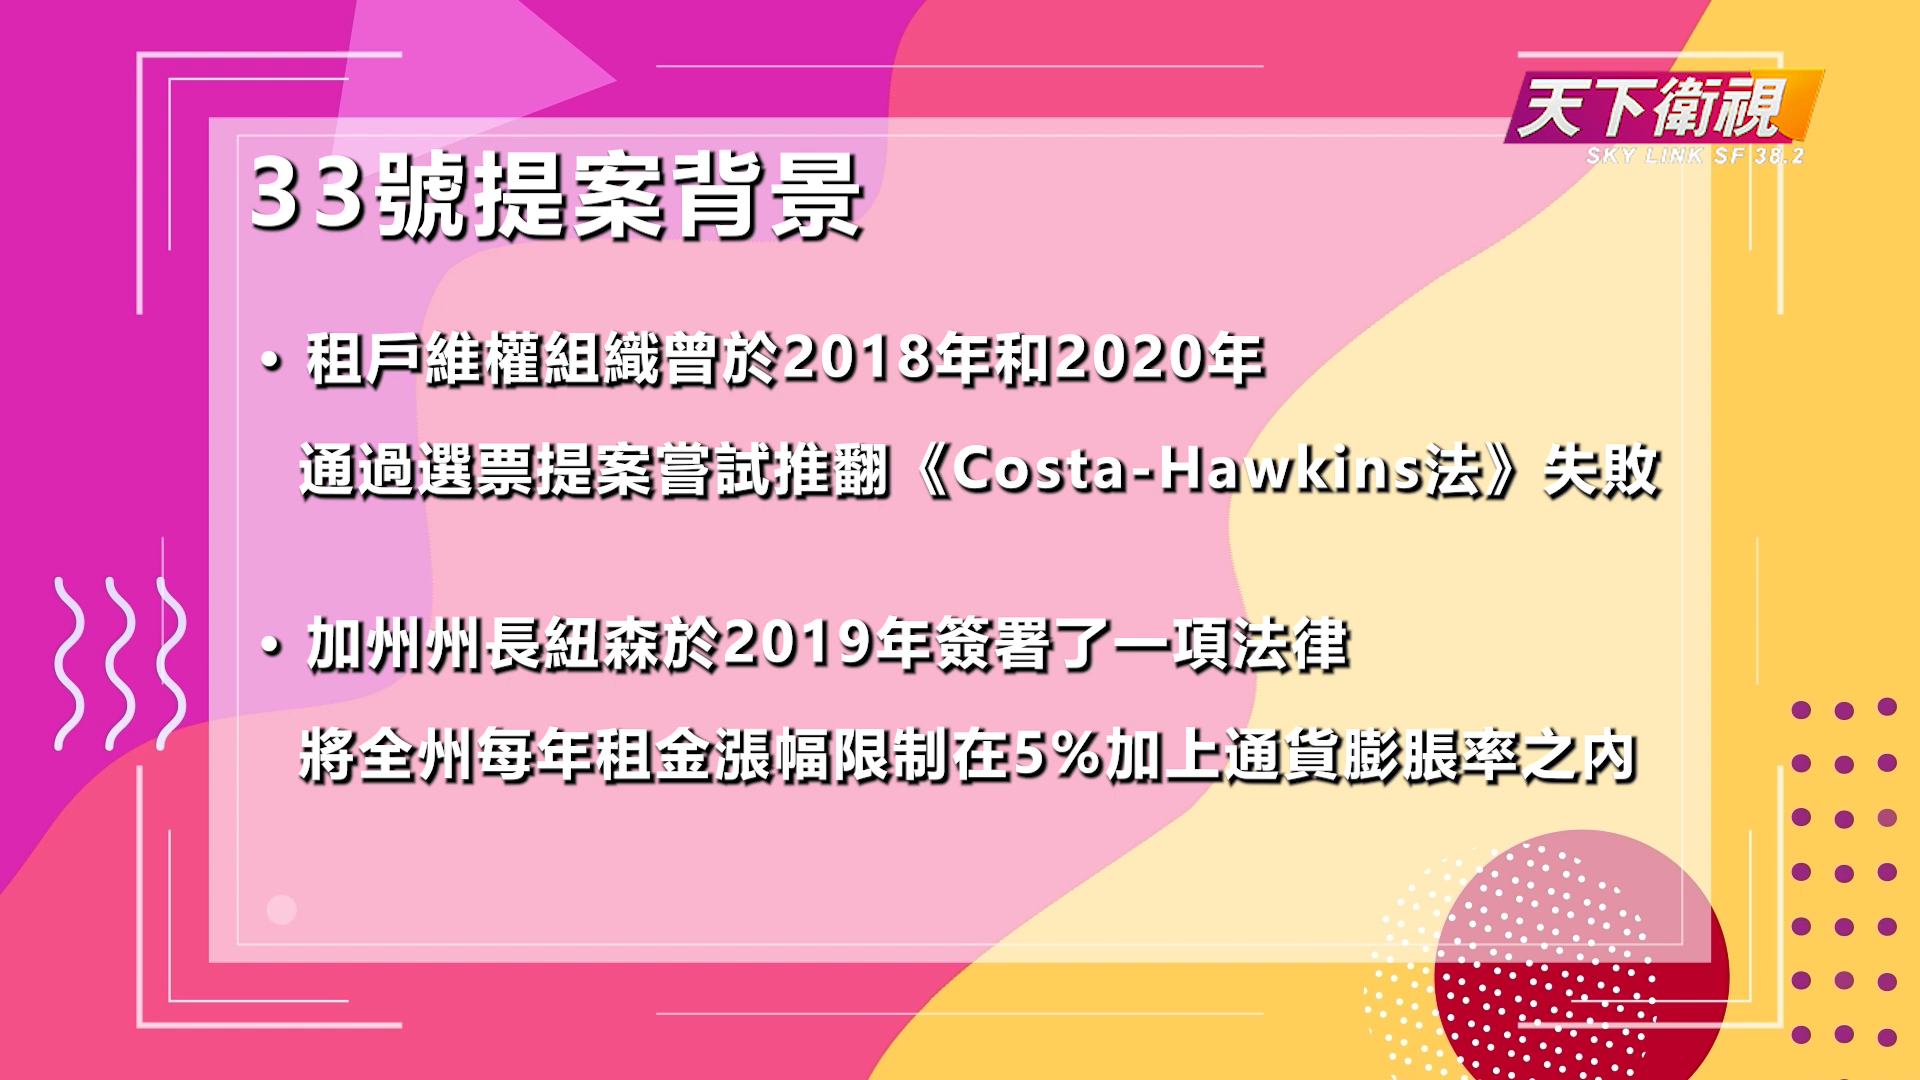 天下衛視
SKY LINK SF 38.2
33號提案背景
• 租戶維權組織曾於2018年和2020年
通過選票提案嘗試推翻《Costa-Hawkins法》失敗
• 加州州長紐森於2019年簽署了一項法律
將全州每年租金漲幅限制在5%加上通貨膨脹率之內